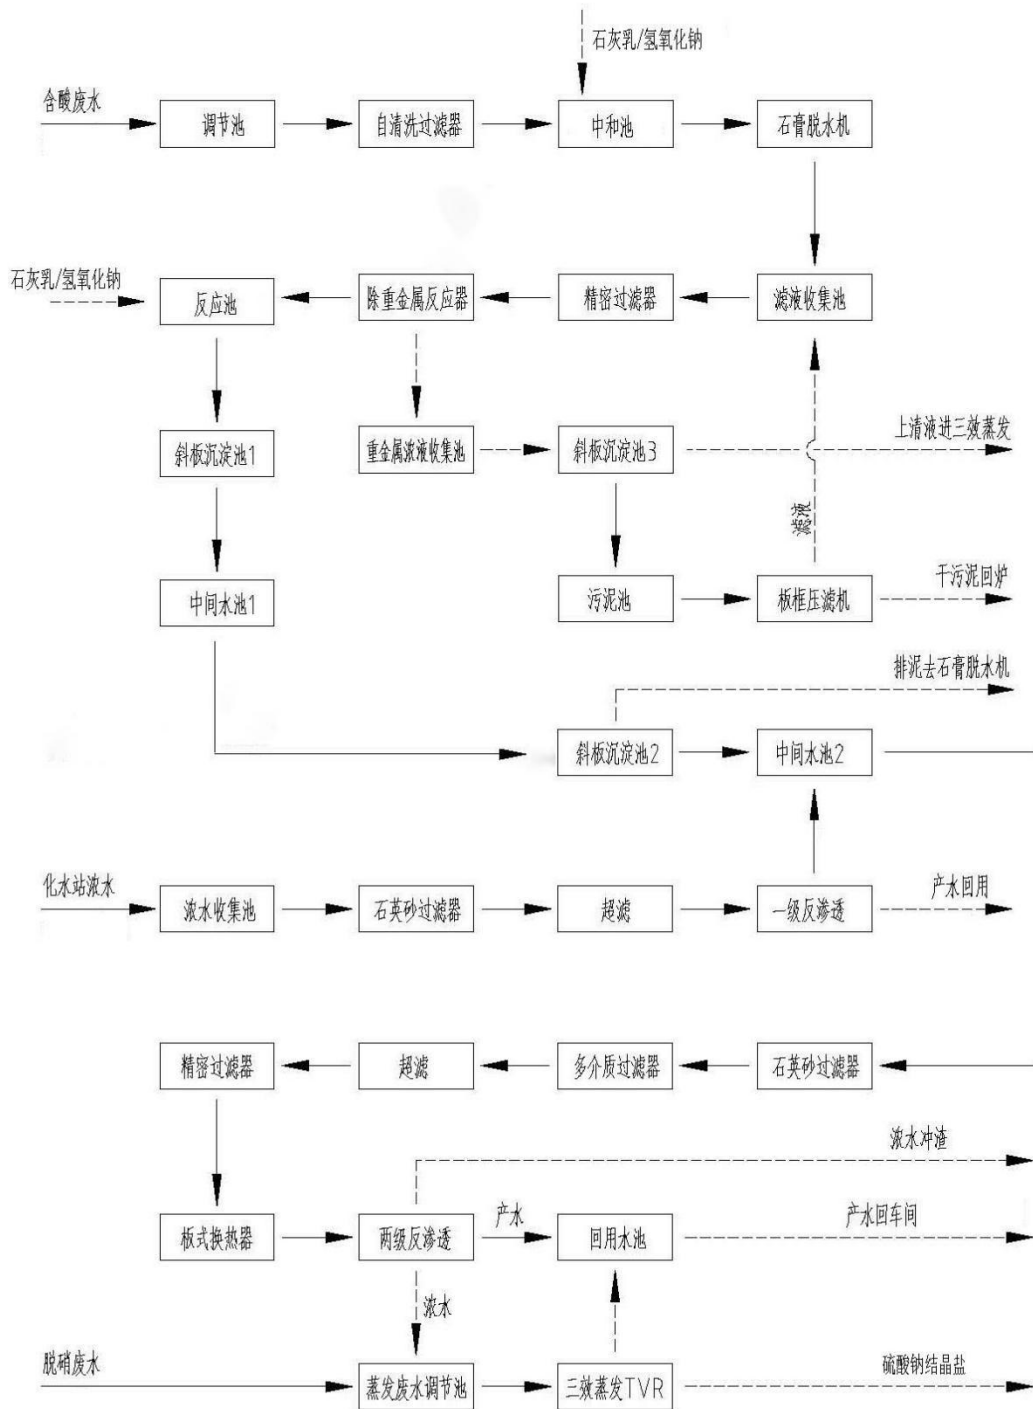 石灰乳/氢氧化钠
含酸废水
调节池
自清洗过滤器
中和池
石膏脱水机
石灰乳/氢氧化钠
反应池
除重金属反应器
精密过滤器
滤液收集池
斜板沉淀池1
重金属浓液收集池
斜板沉淀池3
上清液进三效蒸发
滤液
中间水池1
污泥池
板框压滤机
干污泥回炉
排泥去石膏脱水机
斜板沉淀池2
中间水池2
化水站浓水
浓水收集池
石英砂过滤器
超滤
一级反渗透
产水回用
精密过滤器
超滤
多介质过滤器
石英砂过滤器
浓水冲渣
板式换热器
两级反渗透
产水
回用水池
产水回车间
浓水
脱硝废水
蒸发废水调节池
三效蒸发TVR
硫酸钠结晶盐